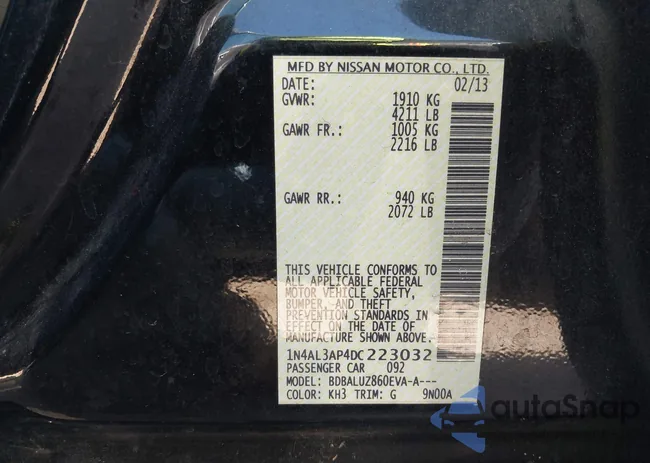 MFD BY NISSAN MOTOR CO., LTD.
DATE: 02/13
GVWR: 1910 KG
4211 LB
GAWR FR.: 1005 KG
2216 LB
GAWR RR.: 940 KG
2072 LB
THIS VEHICLE CONFORMS TO
ALL APPLICABLE FEDERAL
MOTOR VEHICLE SAFETY,
BUMPER, AND THEFT
PREVENTION STANDARDS IN
EFFECT ON THE DATE OF
MANUFACTURE SHOWN ABOVE.
1N4AL3AP4DC223032
PASSENGER CAR 092
MODEL: BDBALUZ860EVA-A---
COLOR: KH3 TRIM: G 9N00A
autoSnap